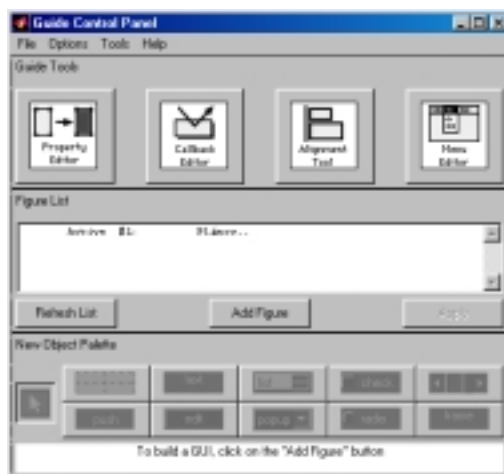 Guide Control Panel
File Options Tools Help
Guide Tools
Property Editor
Callback Editor
Alignment Tool
Menu Editor
Figure List
Refresh List Add Figure Apply
New Object Palette
text list check
push edit popup radio frame
To build a GUI, click on the "Add Figure" button